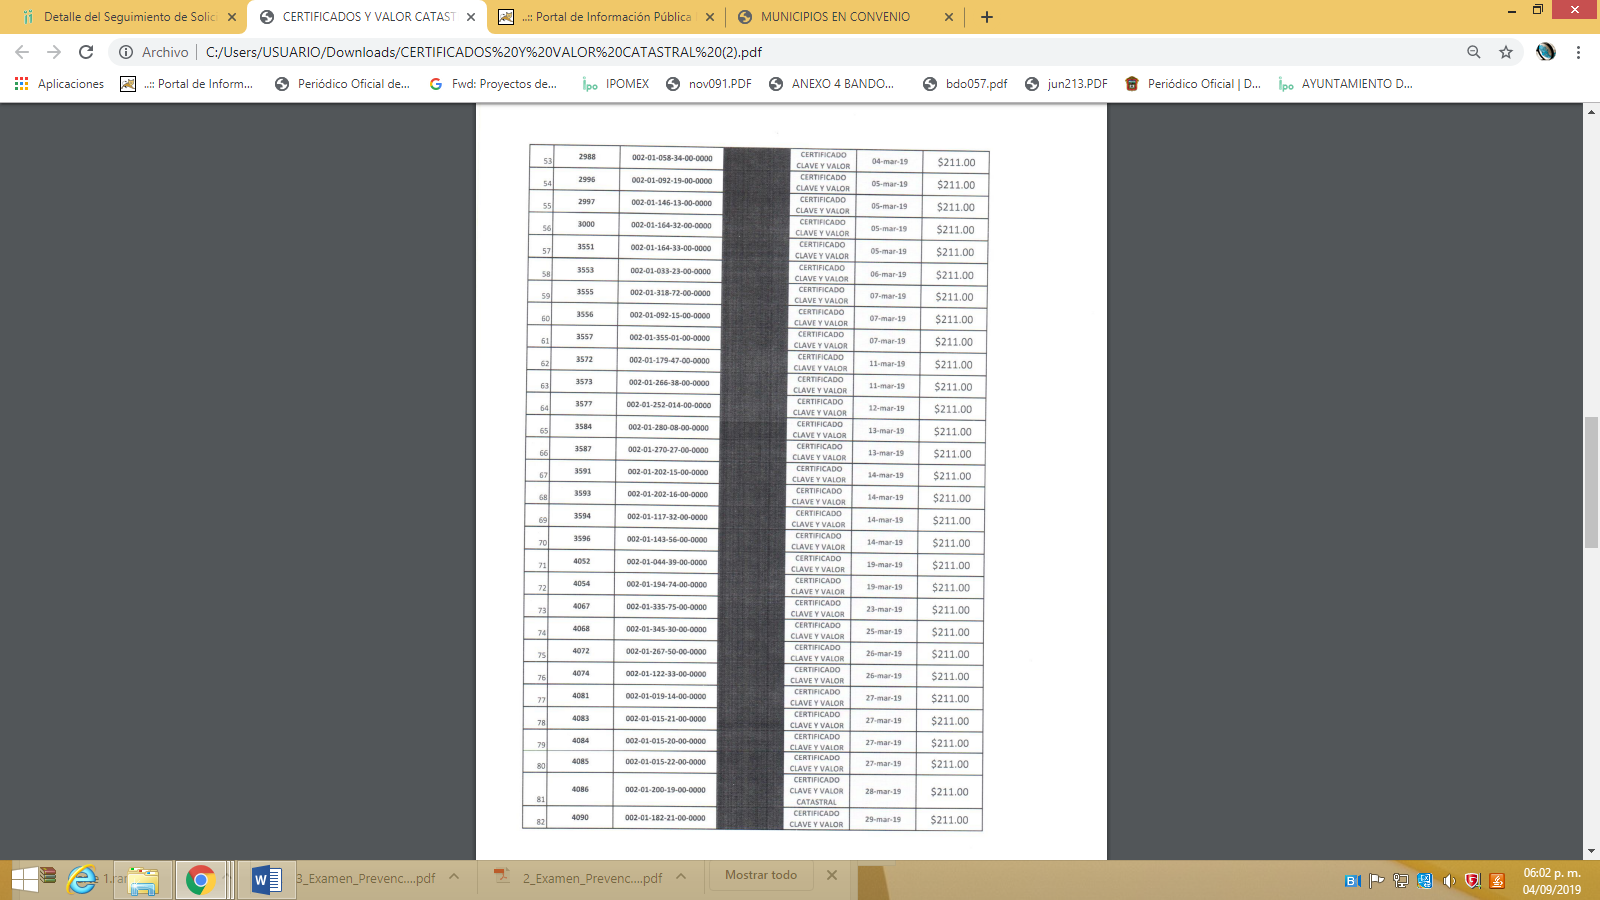 Detalle del Seguimiento de Solici
CERTIFICADOS Y VALOR CATAST
..:: Portal de Información Pública
MUNICIPIOS EN CONVENIO
Archivo | C:/Users/USUARIO/Downloads/CERTIFICADOS%20Y%20VALOR%20CATASTRAL%20(2).pdf
Aplicaciones ..:: Portal de Inform... Periódico Oficial de... Fwd: Proyectos de... IPOMEX nov091.PDF ANEXO 4 BANDO... bdo057.pdf jun213.PDF Periódico Oficial | D... AYUNTAMIENTO D...
53 2988 002-01-058-34-00-0000 CERTIFICADO CLAVE Y VALOR 04-mar-19 $211.00
54 2996 002-01-092-19-00-0000 CERTIFICADO CLAVE Y VALOR 05-mar-19 $211.00
55 2997 002-01-146-13-00-0000 CERTIFICADO CLAVE Y VALOR 05-mar-19 $211.00
56 3000 002-01-164-32-00-0000 CERTIFICADO CLAVE Y VALOR 05-mar-19 $211.00
57 3551 002-01-164-33-00-0000 CERTIFICADO CLAVE Y VALOR 05-mar-19 $211.00
58 3553 002-01-033-23-00-0000 CERTIFICADO CLAVE Y VALOR 06-mar-19 $211.00
59 3555 002-01-318-72-00-0000 CERTIFICADO CLAVE Y VALOR 07-mar-19 $211.00
60 3556 002-01-092-15-00-0000 CERTIFICADO CLAVE Y VALOR 07-mar-19 $211.00
61 3557 002-01-355-01-00-0000 CERTIFICADO CLAVE Y VALOR 07-mar-19 $211.00
62 3572 002-01-179-47-00-0000 CERTIFICADO CLAVE Y VALOR 11-mar-19 $211.00
63 3573 002-01-266-38-00-0000 CERTIFICADO CLAVE Y VALOR 11-mar-19 $211.00
64 3577 002-01-252-014-00-0000 CERTIFICADO CLAVE Y VALOR 12-mar-19 $211.00
65 3584 002-01-280-08-00-0000 CERTIFICADO CLAVE Y VALOR 13-mar-19 $211.00
66 3587 002-01-270-27-00-0000 CERTIFICADO CLAVE Y VALOR 13-mar-19 $211.00
67 3591 002-01-202-15-00-0000 CERTIFICADO CLAVE Y VALOR 14-mar-19 $211.00
68 3593 002-01-202-16-00-0000 CERTIFICADO CLAVE Y VALOR 14-mar-19 $211.00
69 3594 002-01-117-32-00-0000 CERTIFICADO CLAVE Y VALOR 14-mar-19 $211.00
70 3596 002-01-143-56-00-0000 CERTIFICADO CLAVE Y VALOR 14-mar-19 $211.00
71 4052 002-01-044-39-00-0000 CERTIFICADO CLAVE Y VALOR 19-mar-19 $211.00
72 4054 002-01-194-74-00-0000 CERTIFICADO CLAVE Y VALOR 19-mar-19 $211.00
73 4067 002-01-335-75-00-0000 CERTIFICADO CLAVE Y VALOR 23-mar-19 $211.00
74 4068 002-01-345-30-00-0000 CERTIFICADO CLAVE Y VALOR 25-mar-19 $211.00
75 4072 002-01-267-50-00-0000 CERTIFICADO CLAVE Y VALOR 26-mar-19 $211.00
76 4074 002-01-122-33-00-0000 CERTIFICADO CLAVE Y VALOR 26-mar-19 $211.00
77 4081 002-01-019-14-00-0000 CERTIFICADO CLAVE Y VALOR 27-mar-19 $211.00
78 4083 002-01-015-21-00-0000 CERTIFICADO CLAVE Y VALOR 27-mar-19 $211.00
79 4084 002-01-015-20-00-0000 CERTIFICADO CLAVE Y VALOR 27-mar-19 $211.00
80 4085 002-01-015-22-00-0000 CERTIFICADO CLAVE Y VALOR 27-mar-19 $211.00
81 4086 002-01-200-19-00-0000 CERTIFICADO CLAVE Y VALOR CATASTRAL 28-mar-19 $211.00
82 4090 002-01-182-21-00-0000 CERTIFICADO CLAVE Y VALOR 29-mar-19 $211.00
e 1.rar 3_Examen_Prevenc....pdf 2_Examen_Prevenc....pdf Mostrar todo
06:02 p. m.
04/09/2019